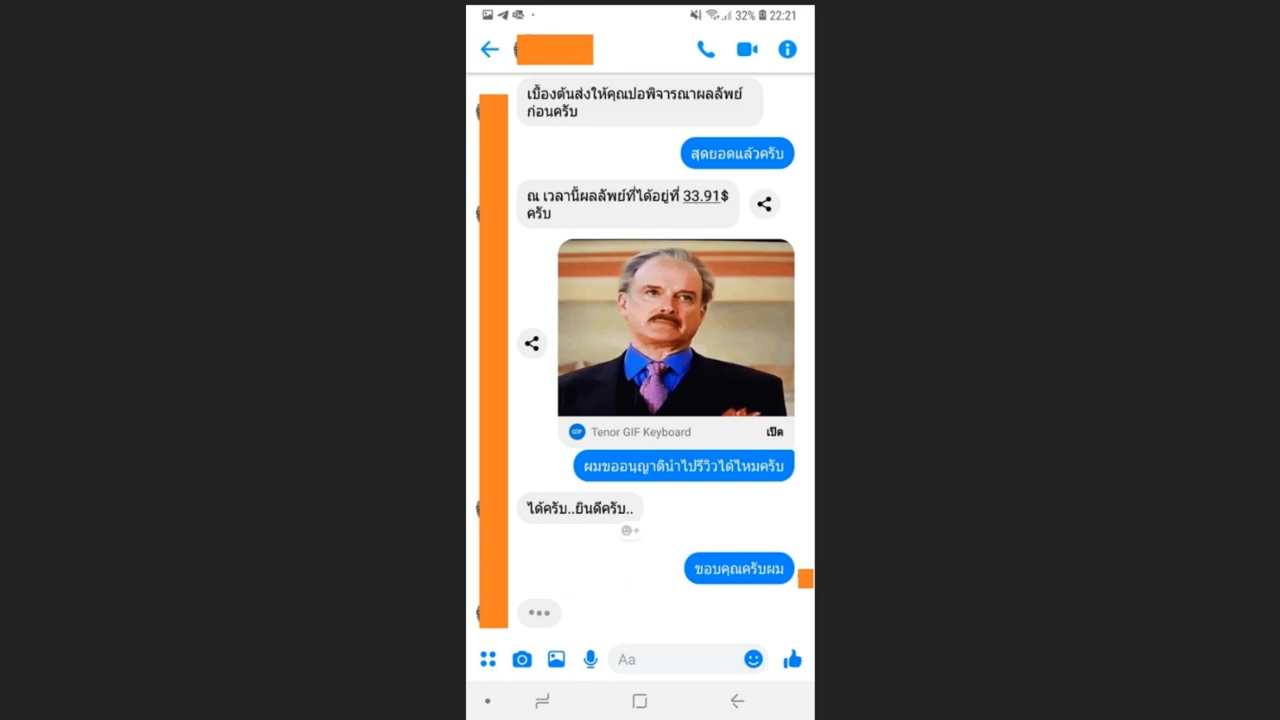 32% 22:21
เบื้องต้นส่งให้คุณปอพิจารณาผลลัพย์
ก่อนครับ
สุดยอดแล้วครับ
ณ เวลานี้ผลลัพย์ที่ได้อยู่ที่ 33.91$
ครับ
GIF Tenor GIF Keyboard เปิด
ผมขออนุญาตินำไปรีวิวได้ไหมครับ
ได้ครับ..ยินดีครับ..
ขอบคุณครับผม
Aa